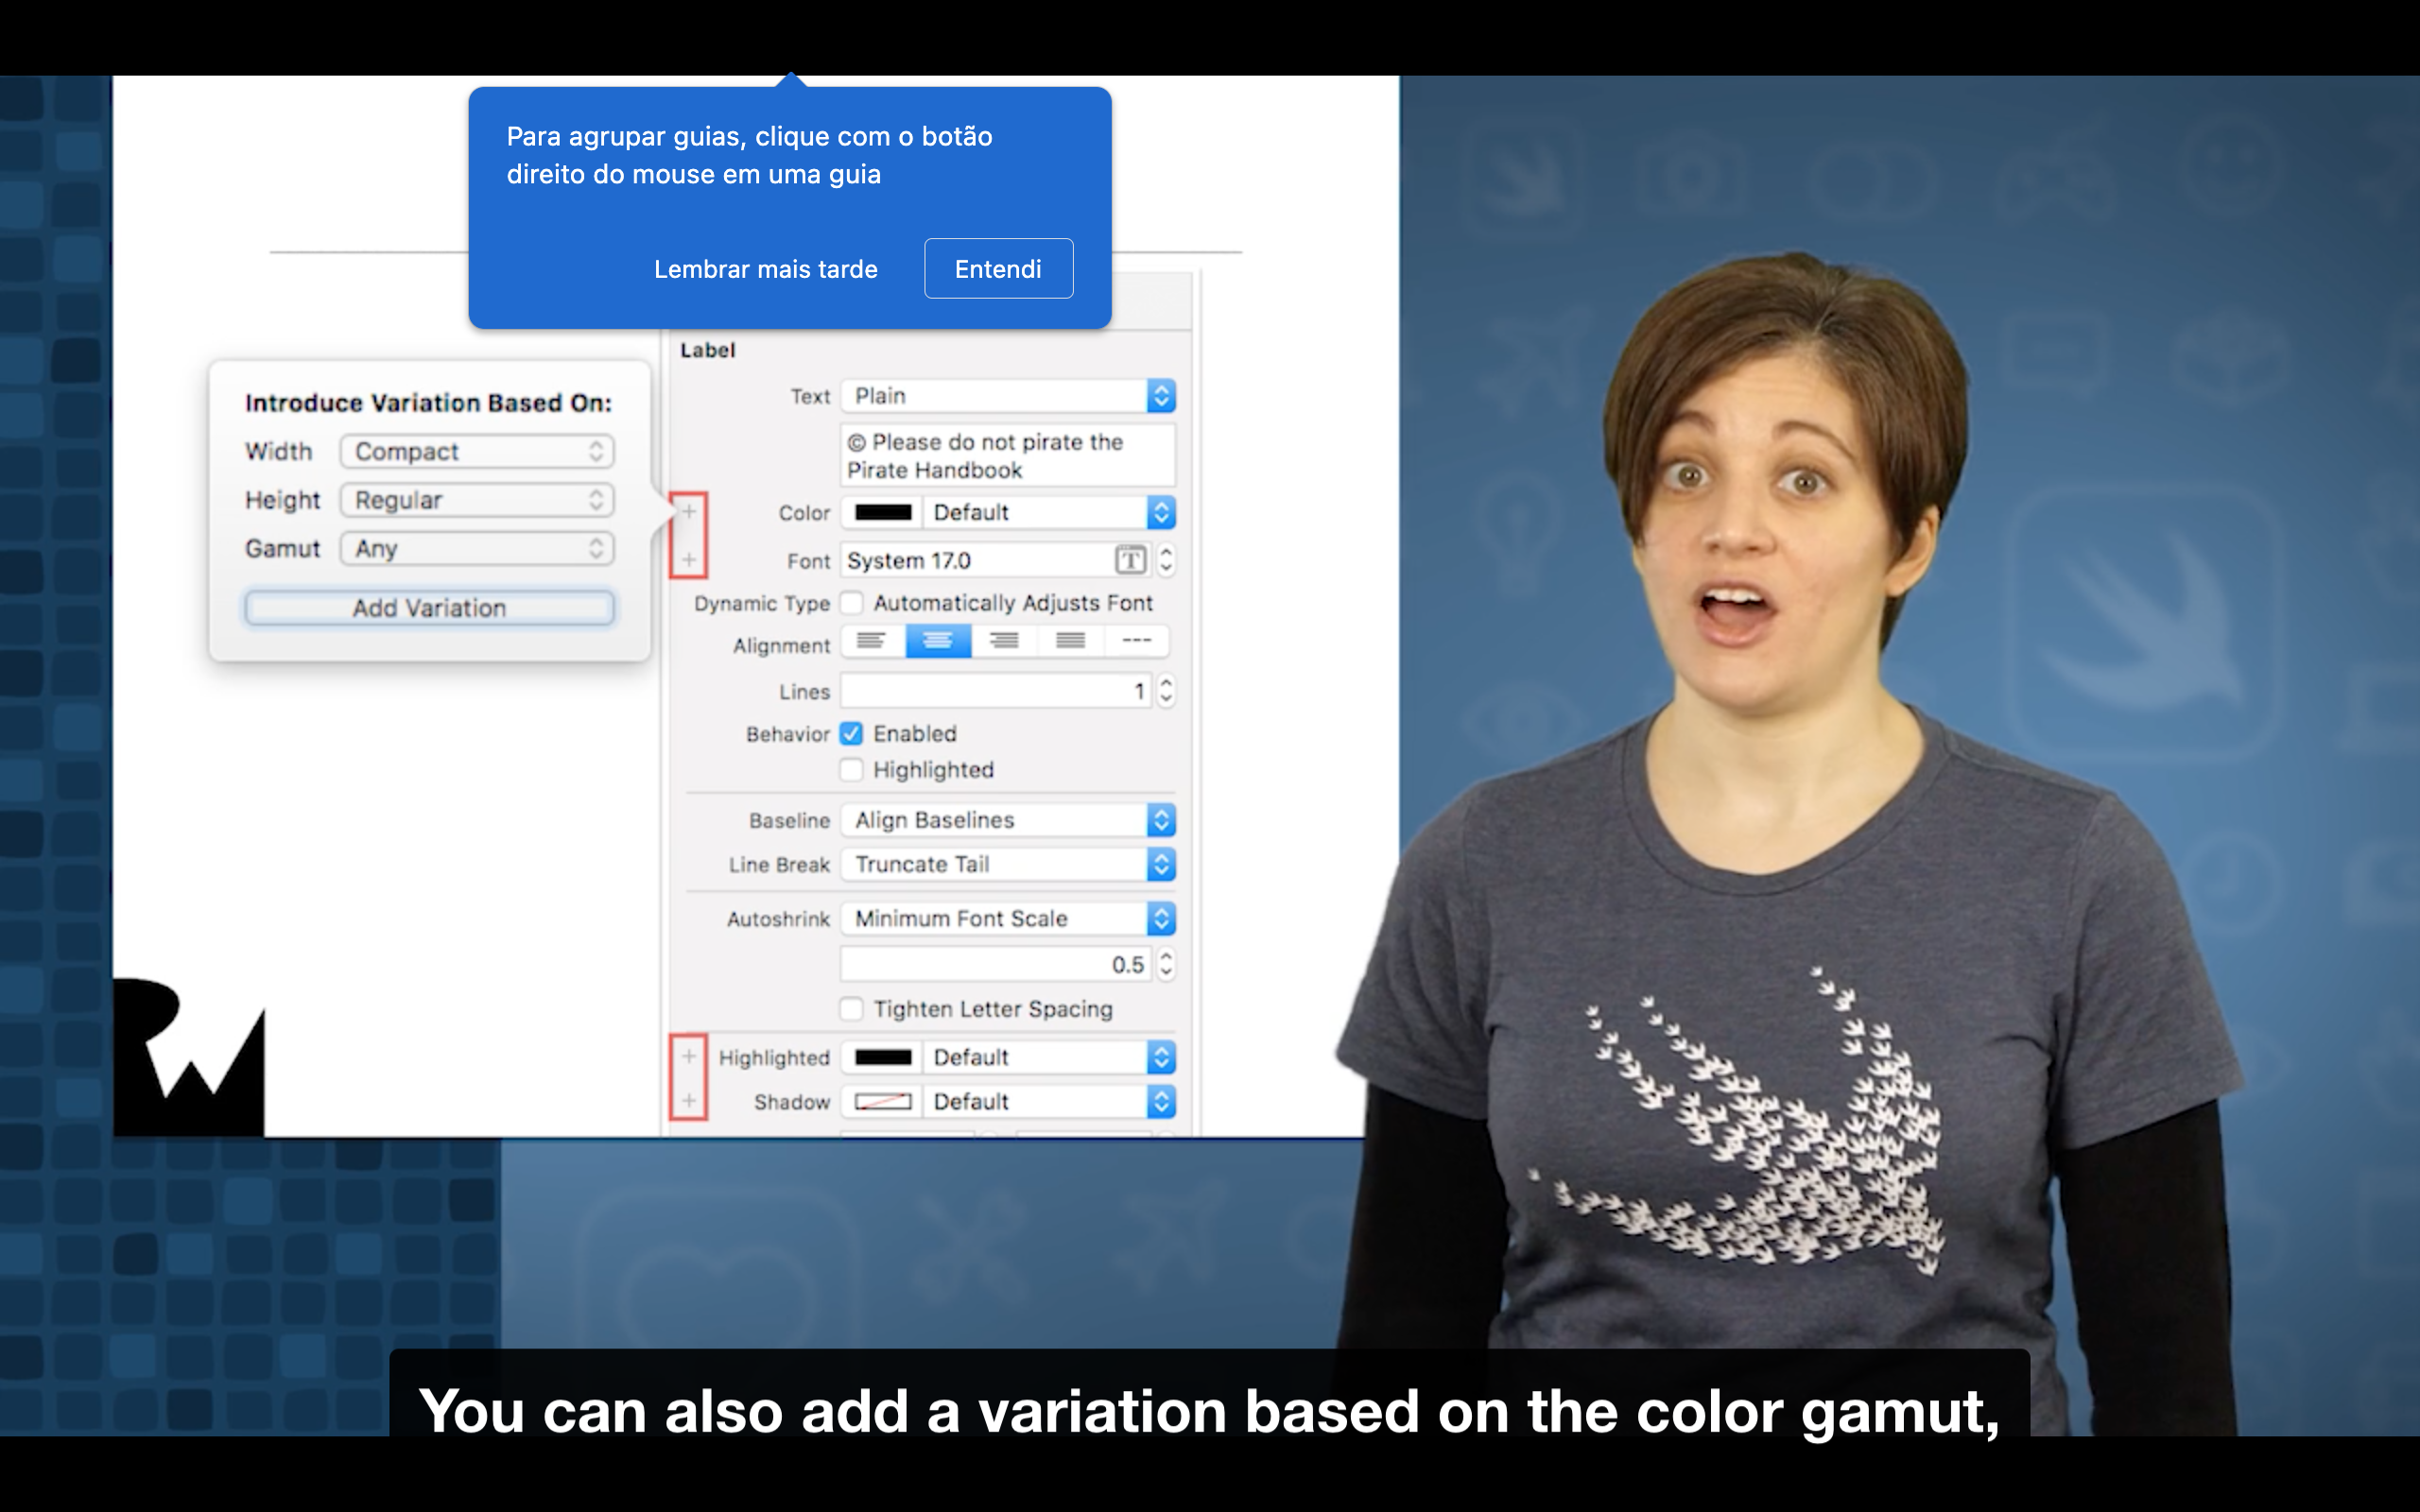 Para agrupar guias, clique com o botão
direito do mouse em uma guia
Lembrar mais tarde
Entendi
Introduce Variation Based On:
Width Compact
Height Regular
Gamut Any
Add Variation
Label
Text Plain
© Please do not pirate the
Pirate Handbook
+ Color Default
+ Font System 17.0 T
Dynamic Type Automatically Adjusts Font
Alignment ---
Lines 1
Behavior Enabled
Highlighted
Baseline Align Baselines
Line Break Truncate Tail
Autoshrink Minimum Font Scale
0.5
Tighten Letter Spacing
+ Highlighted Default
+ Shadow Default
RW
You can also add a variation based on the color gamut,